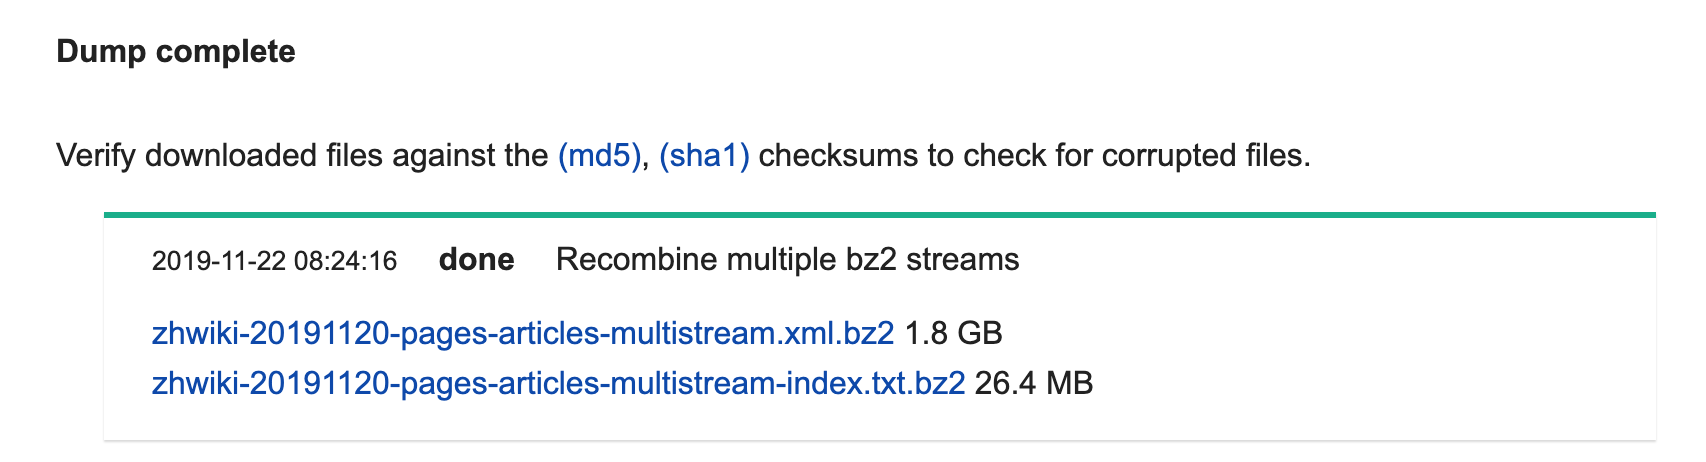 Dump complete
Verify downloaded files against the (md5), (sha1) checksums to check for corrupted files.
2019-11-22 08:24:16 done Recombine multiple bz2 streams
zhwiki-20191120-pages-articles-multistream.xml.bz2 1.8 GB
zhwiki-20191120-pages-articles-multistream-index.txt.bz2 26.4 MB